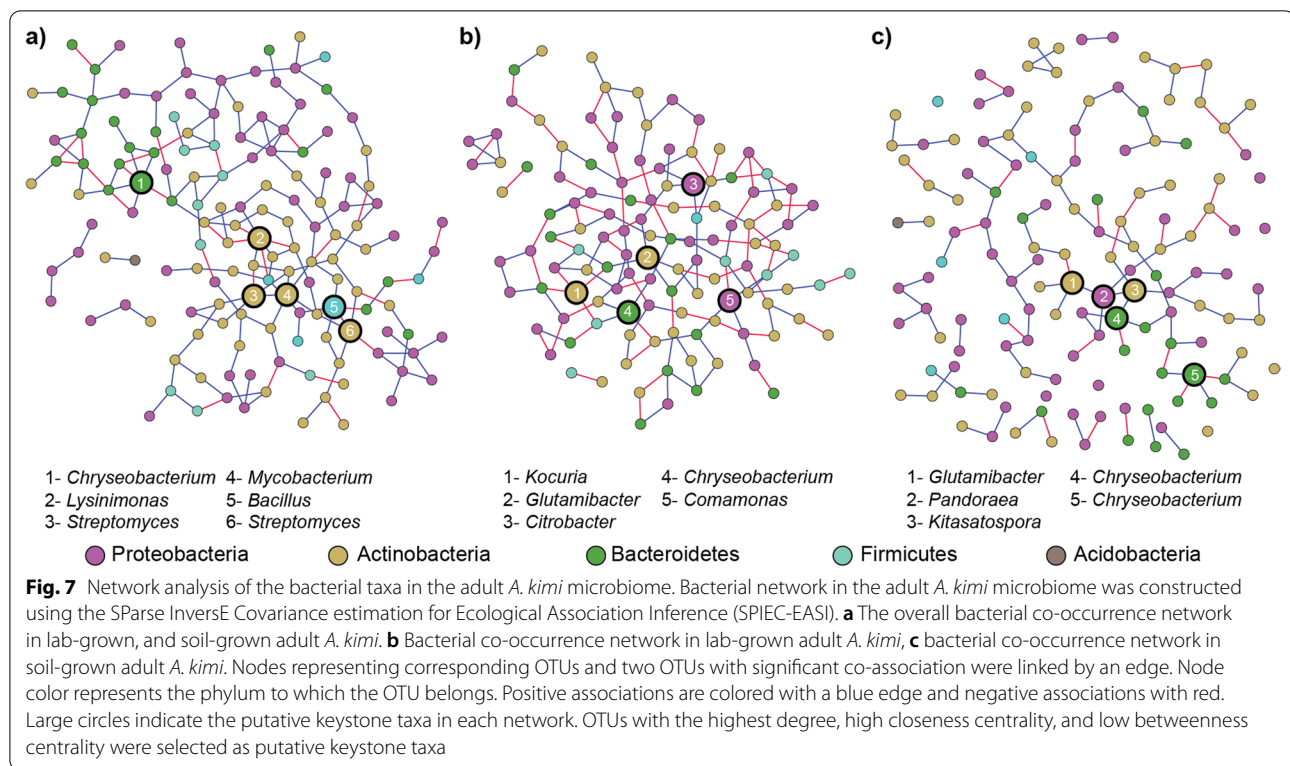 a)
b)
c)
1
2
3
4
5
6
1
2
3
4
5
1
2
3
4
5
1- Chryseobacterium 4- Mycobacterium
2- Lysinimonas 5- Bacillus
3- Streptomyces 6- Streptomyces
1- Kocuria 4- Chryseobacterium
2- Glutamibacter 5- Comamonas
3- Citrobacter
1- Glutamibacter 4- Chryseobacterium
2- Pandoraea 5- Chryseobacterium
3- Kitasatospora
Proteobacteria Actinobacteria Bacteroidetes Firmicutes Acidobacteria
Fig. 7 Network analysis of the bacterial taxa in the adult A. kimi microbiome. Bacterial network in the adult A. kimi microbiome was constructed
using the SParse InversE Covariance estimation for Ecological Association Inference (SPIEC-EASI). a The overall bacterial co-occurrence network
in lab-grown, and soil-grown adult A. kimi. b Bacterial co-occurrence network in lab-grown adult A. kimi, c bacterial co-occurrence network in
soil-grown adult A. kimi. Nodes representing corresponding OTUs and two OTUs with significant co-association were linked by an edge. Node
color represents the phylum to which the OTU belongs. Positive associations are colored with a blue edge and negative associations with red.
Large circles indicate the putative keystone taxa in each network. OTUs with the highest degree, high closeness centrality, and low betweenness
centrality were selected as putative keystone taxa